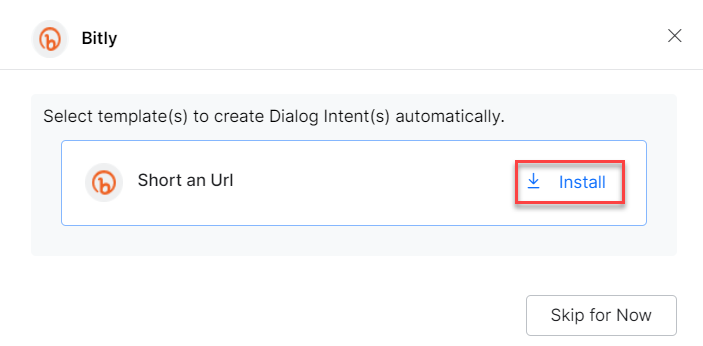 Bitly
Select template(s) to create Dialog Intent(s) automatically.
Short an Url
Install
Skip for Now